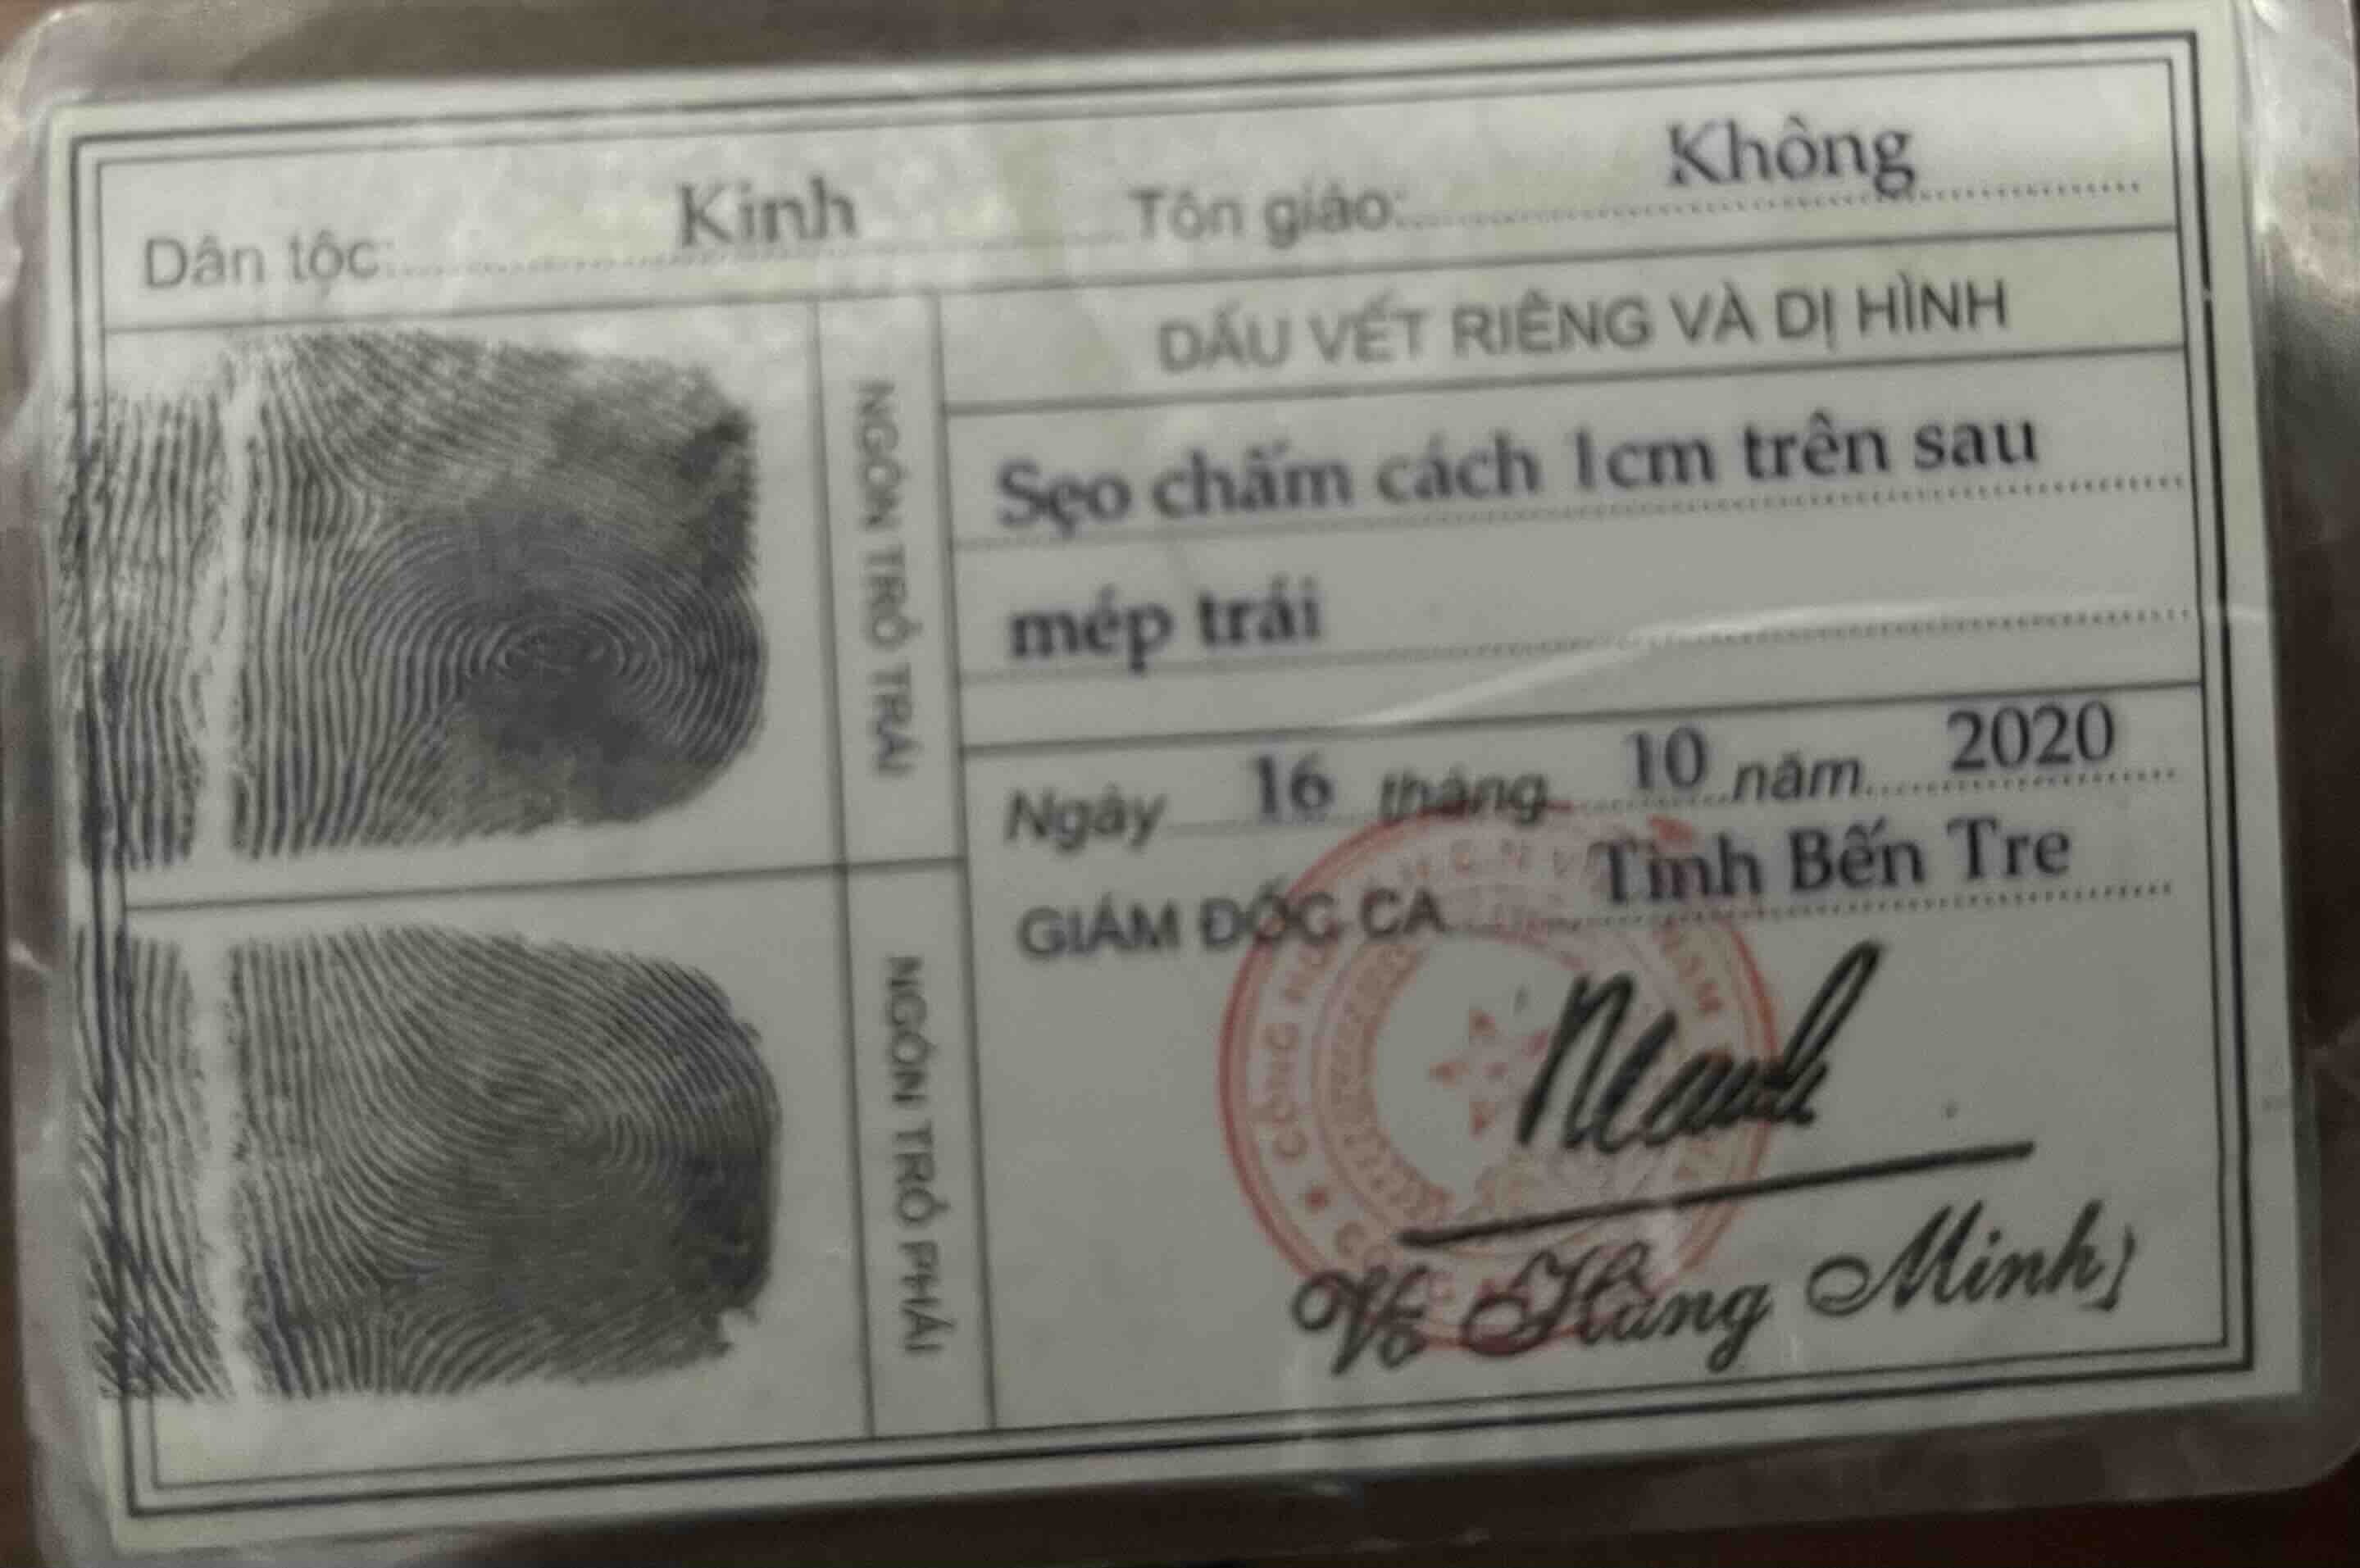 Dân tộc: Kinh Tôn giáo: Không
DẤU VẾT RIÊNG VÀ DỊ HÌNH
NGÓN TRỎ TRÁI
Sẹo chấm cách 1cm trên sau
mép trái
Ngày 16 tháng 10 năm 2020
GIÁM ĐỐC CA Tỉnh Bến Tre
NGÓN TRỎ PHẢI
Võ Hùng Minh